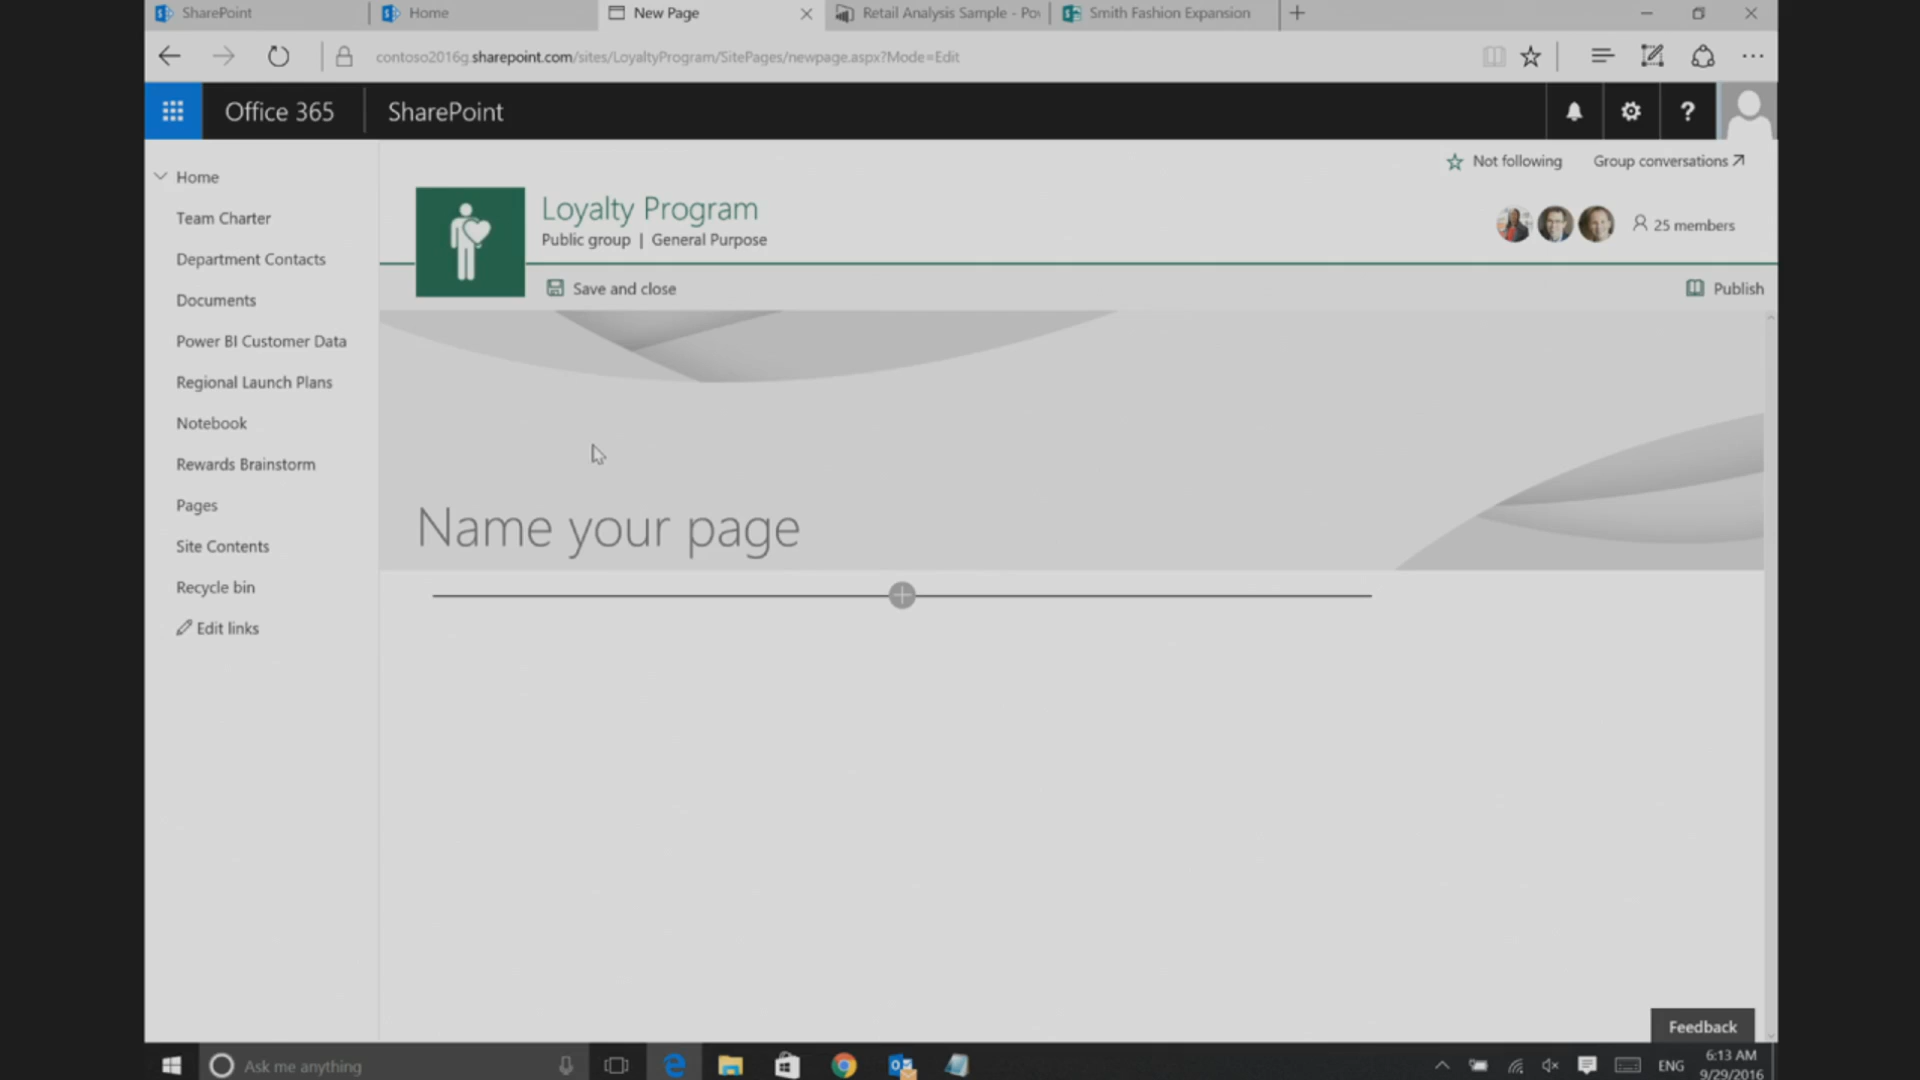 SharePoint
Home
New Page
Retail Analysis Sample - Pov
Smith Fashion Expansion
contoso2016g.sharepoint.com/sites/LoyaltyProgram/SitePages/newpage.aspx?Mode=Edit
Office 365
SharePoint
?
Not following
Group conversations
Home
Team Charter
Department Contacts
Documents
Power BI Customer Data
Regional Launch Plans
Notebook
Rewards Brainstorm
Pages
Site Contents
Recycle bin
Edit links
Loyalty Program
Public group | General Purpose
25 members
Save and close
Publish
Name your page
Feedback
Ask me anything
ENG
6:13 AM
9/29/2016